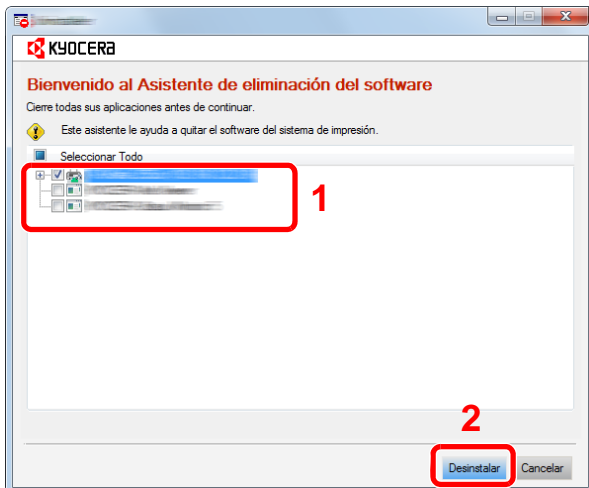 KYOCERA
Bienvenido al Asistente de eliminación del software
Cierre todas sus aplicaciones antes de continuar.
Este asistente le ayuda a quitar el software del sistema de impresión.
Seleccionar Todo
1
2
Desinstalar Cancelar